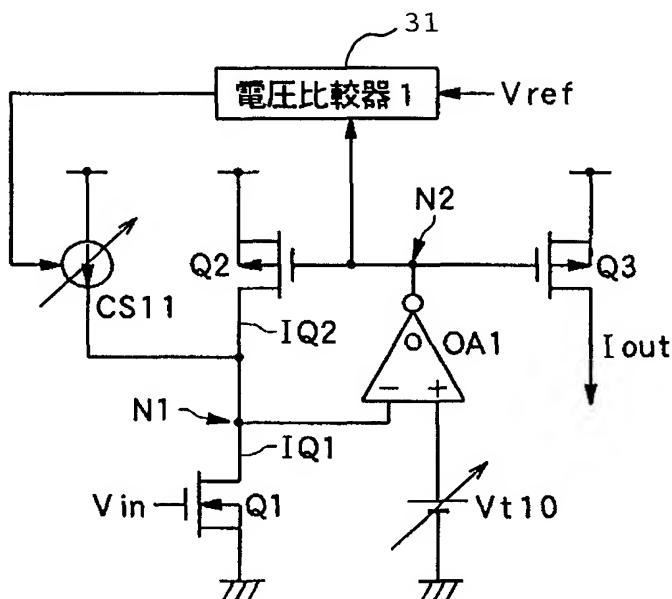 31
電圧比較器1
Vref
N2
Q2
Q3
CS11
IQ2
OA1
Iout
N1
IQ1
Vin
Q1
Vt10